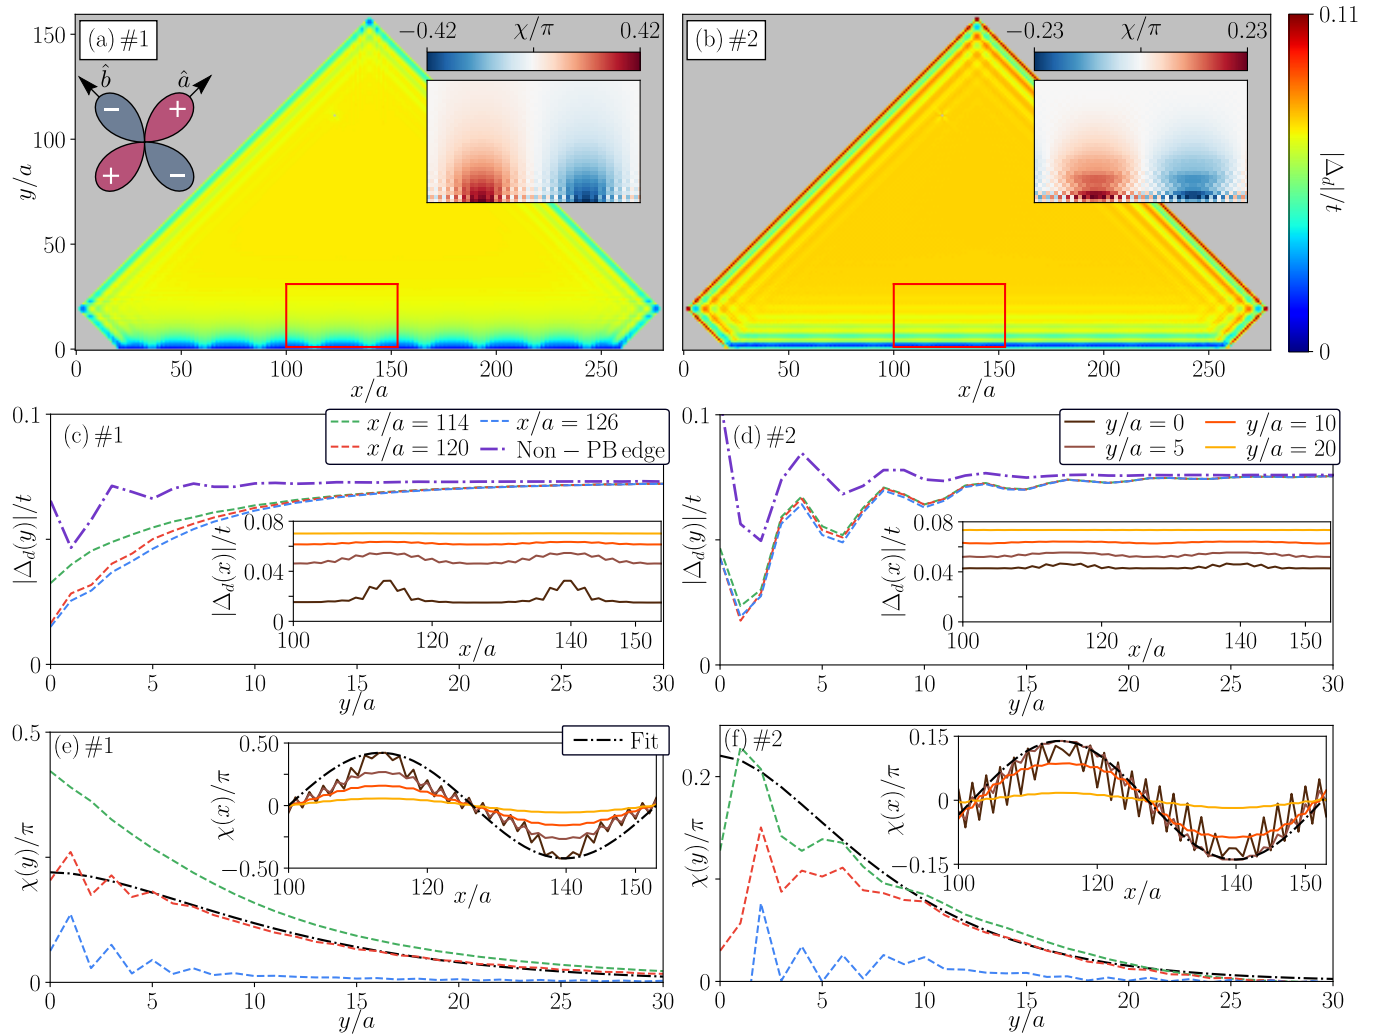 (a) #1
−0.42 χ/π 0.42
b̂ â
− +
+ −
y/a
150
100
50
0
0 50 100 150 200 250
x/a
(b) #2
−0.23 χ/π 0.23
0 50 100 150 200 250
x/a
0.11
|Δ_d|/t
0
(c) #1
x/a = 114
x/a = 120
x/a = 126
Non − PB edge
|Δ_d(y)|/t
0.1
0
0 5 10 15 20 25 30
y/a
|Δ_d(x)|/t
0.08
0.04
0
100 120 140 150
x/a
(d) #2
y/a = 0
y/a = 5
y/a = 10
y/a = 20
|Δ_d(y)|/t
0.1
0
0 5 10 15 20 25 30
y/a
|Δ_d(x)|/t
0.08
0.04
0
100 120 140 150
x/a
(e) #1
Fit
χ(y)/π
0.5
0
0 5 10 15 20 25 30
y/a
χ(x)/π
0.50
0
−0.50
100 120 140 150
x/a
(f) #2
χ(y)/π
0.2
0
0 5 10 15 20 25 30
y/a
χ(x)/π
0.15
0
−0.15
100 120 140 150
x/a